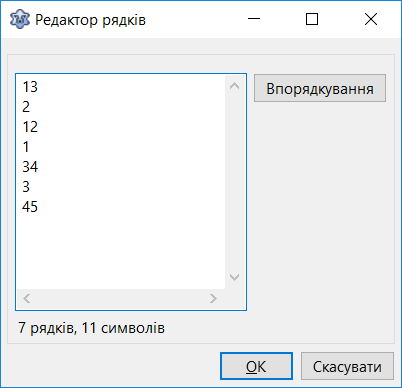 Редактор рядків
13
2
12
1
34
3
45
Впорядкування
7 рядків, 11 символів
OK
Скасувати